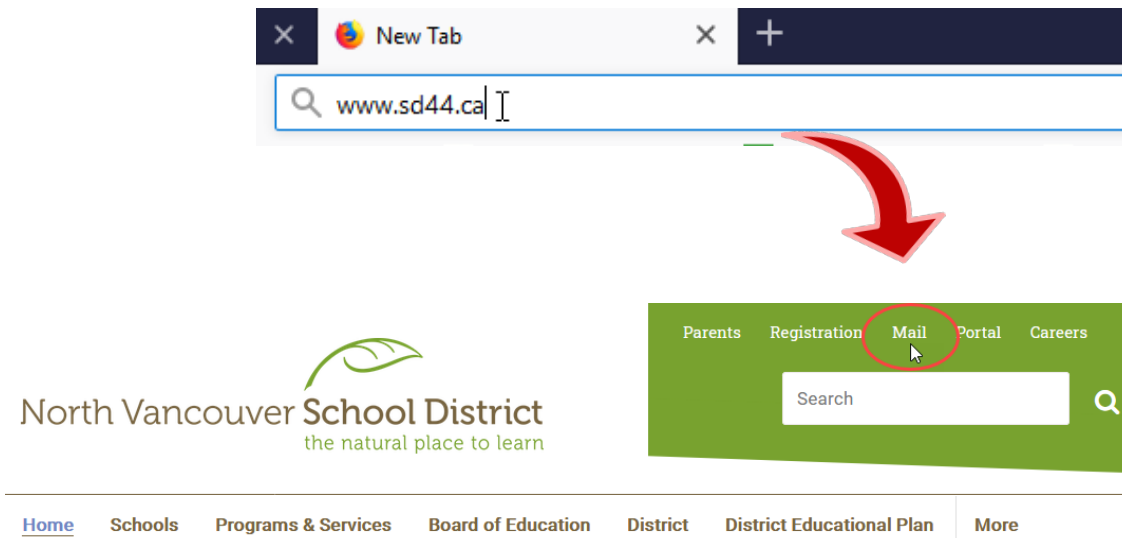 New Tab
www.sd44.ca
Parents Registration Mail Portal Careers
Search
North Vancouver School District
the natural place to learn
Home Schools Programs & Services Board of Education District District Educational Plan More